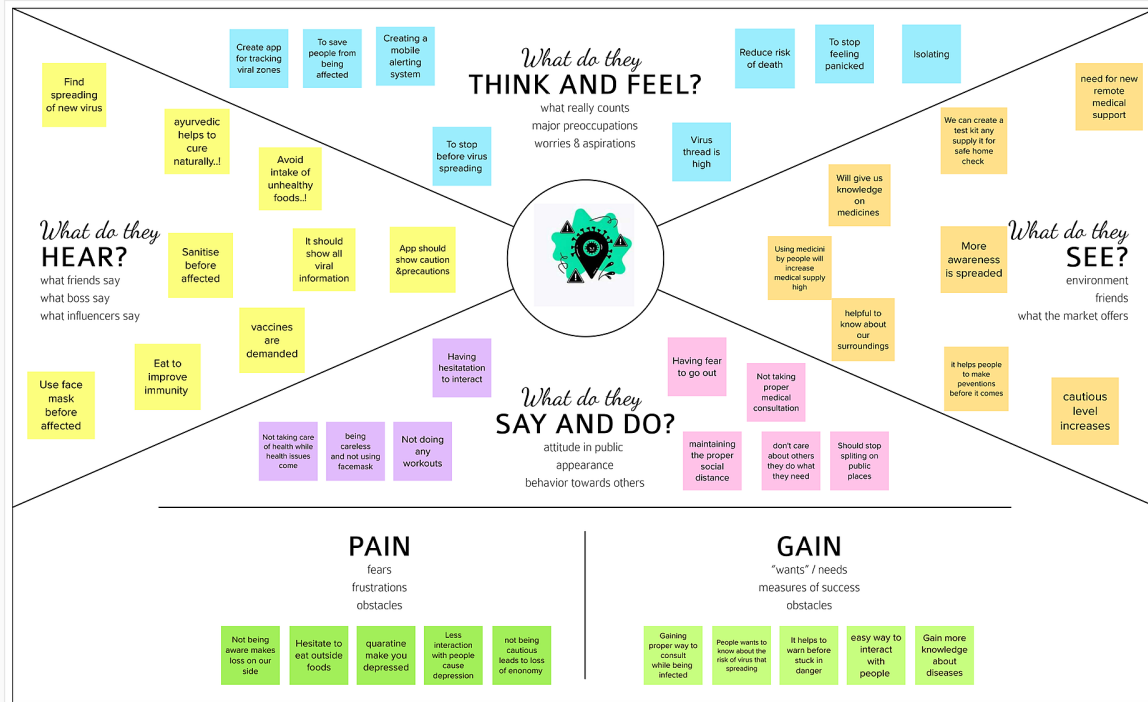 What do they
THINK AND FEEL?
what really counts
major preoccupations
worries & aspirations
Create app
for tracking
viral zones
To save
people from
being
affected
Creating a
mobile
alerting
system
To stop
before virus
spreading
Reduce risk
of death
To stop
feeling
panicked
Isolating
Virus
thread is
high
What do they
HEAR?
what friends say
what boss say
what influencers say
Find
spreading
of new virus
ayurvedic
helps to
cure
naturally..!
Avoid
intake of
unhealthy
foods..!
Sanitise
before
affected
It should
show all
viral
information
App should
show caution
&precautions
vaccines
are
demanded
Eat to
improve
immunity
Use face
mask before
affected
What do they
SEE?
environment
friends
what the market offers
need for new
remote
medical
support
We can create a
test kit any
supply it for
safe home
check
Will give us
knowledge
on
medicines
Using medicini
by people will
increase
medical supply
high
More
awareness
is spreaded
helpful to
know about
our
surroundings
it helps people
to make
peventions
before it comes
cautious
level
increases
What do they
SAY AND DO?
attitude in public
appearance
behavior towards others
Having
hesitatation
to interact
Not taking care
of health while
health issues
come
being
careless
and not using
facemask
Not doing
any
workouts
Having fear
to go out
Not taking
proper
medical
consultation
maintaining
the proper
social
distance
don't care
about others
they do what
they need
Should stop
spliting on
public
places
PAIN
fears
frustrations
obstacles
Not being
aware makes
loss on our
side
Hesitate to
eat outside
foods
quaratine
make you
depressed
Less
interaction
with people
cause
depression
not being
cautious
leads to loss
of enonomy
GAIN
"wants" / needs
measures of success
obstacles
Gaining
proper way to
consult
while being
infected
People wants to
know about the
risk of virus that
spreading
It helps to
warn before
stuck in
danger
easy way to
interact
with
people
Gain more
knowledge
about
diseases